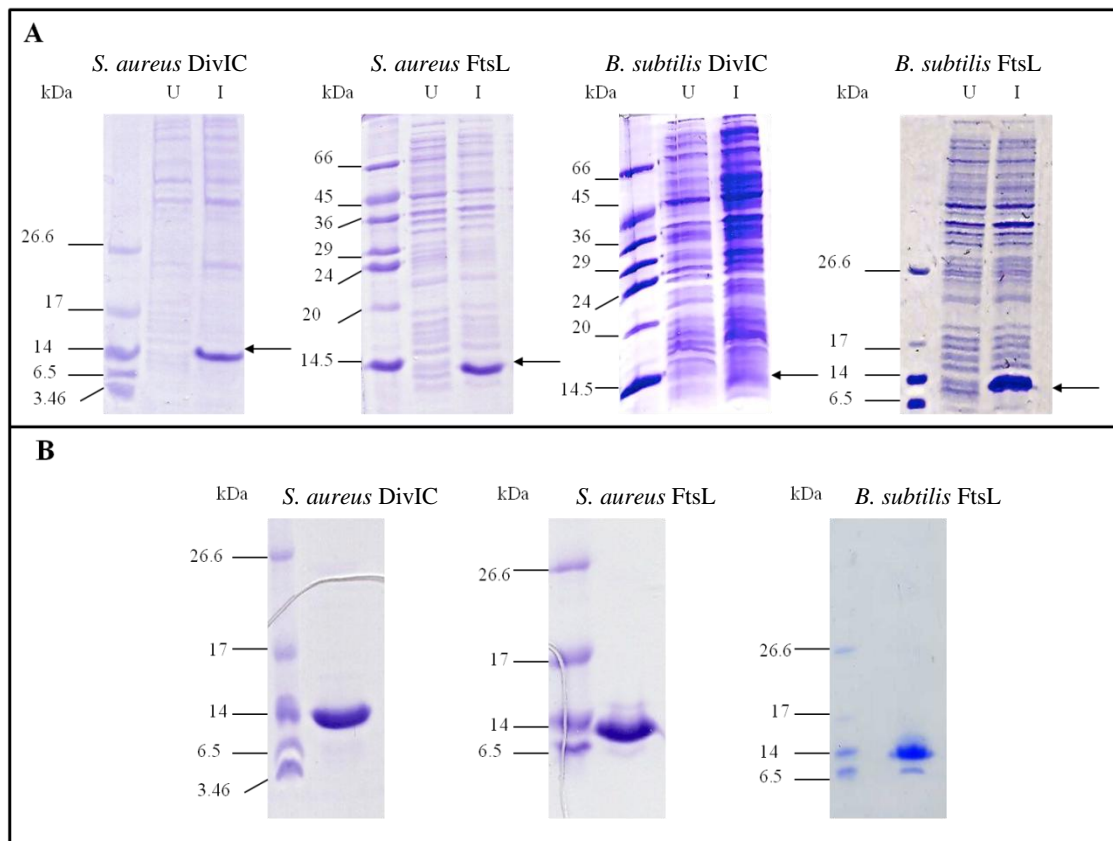 A
S. aureus DivIC
S. aureus FtsL
B. subtilis DivIC
B. subtilis FtsL
kDa U I
kDa U I
kDa U I
kDa U I
26.6
17
14
6.5
3.46
66
45
36
29
24
20
14.5
66
45
36
29
24
20
14.5
26.6
17
14
6.5
B
kDa S. aureus DivIC
kDa S. aureus FtsL
kDa B. subtilis FtsL
26.6
17
14
6.5
3.46
26.6
17
14
6.5
26.6
17
14
6.5